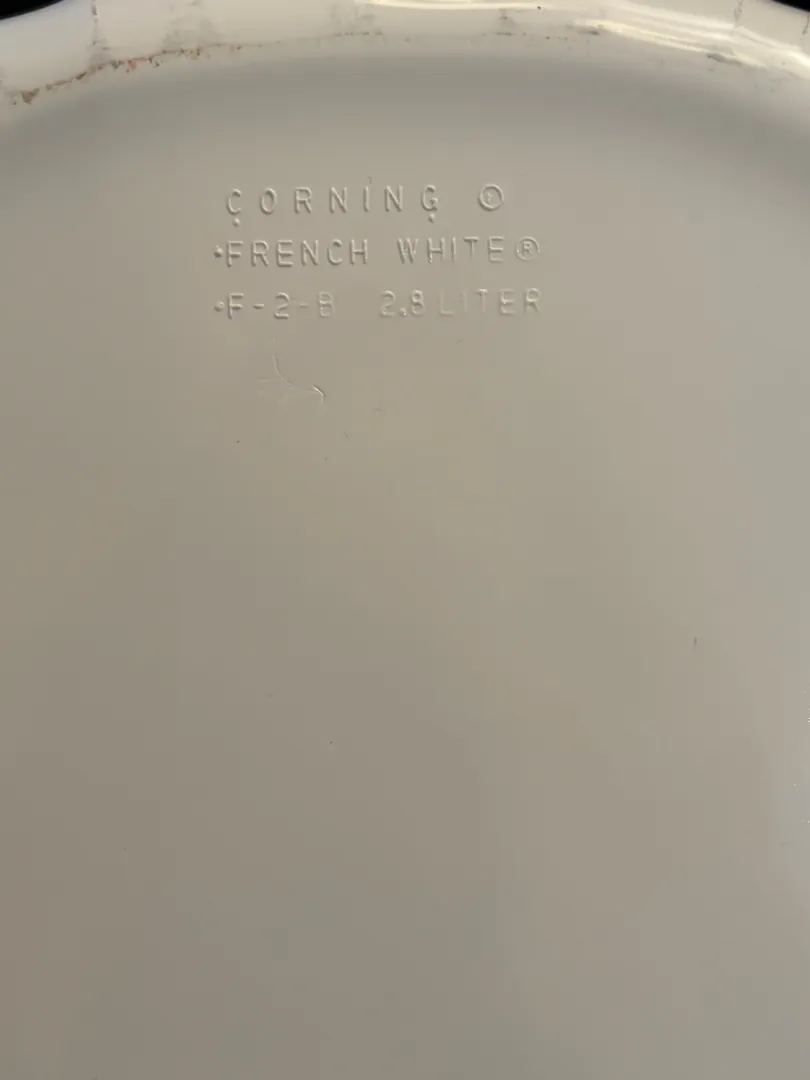 CORNING ©
FRENCH WHITE®
F-2-B 2.8 LITER